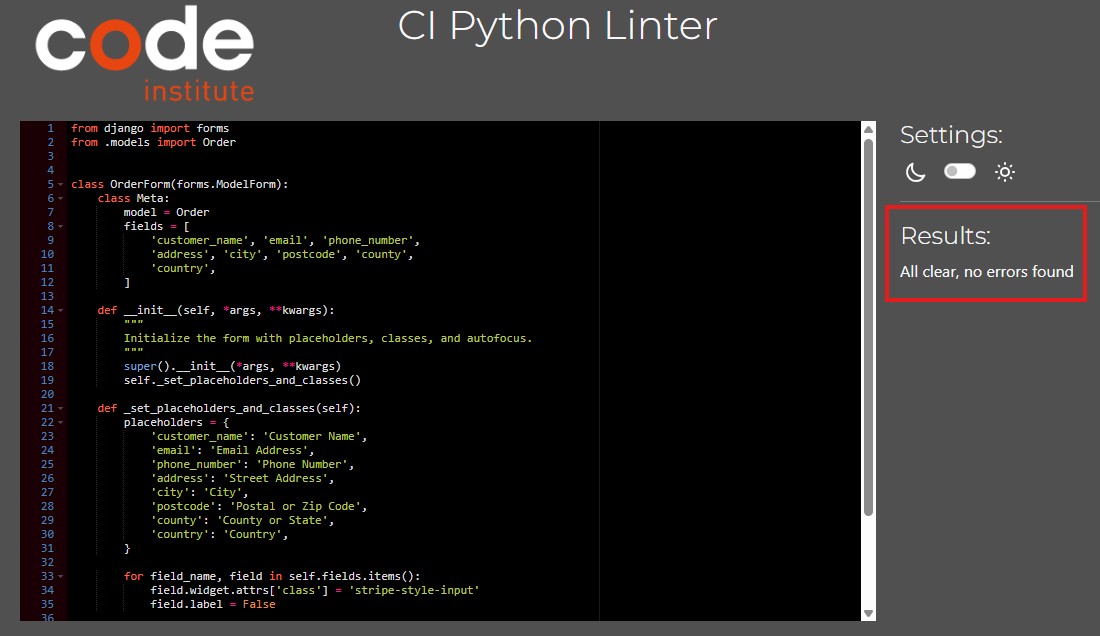 code
institute
CI Python Linter
1 from django import forms
2 from .models import Order
3
4
5 class OrderForm(forms.ModelForm):
6     class Meta:
7         model = Order
8         fields = [
9             'customer_name', 'email', 'phone_number',
10             'address', 'city', 'postcode', 'county',
11             'country',
12         ]
13
14     def __init__(self, *args, **kwargs):
15         """
16         Initialize the form with placeholders, classes, and autofocus.
17         """
18         super().__init__(*args, **kwargs)
19         self._set_placeholders_and_classes()
20
21     def _set_placeholders_and_classes(self):
22         placeholders = {
23             'customer_name': 'Customer Name',
24             'email': 'Email Address',
25             'phone_number': 'Phone Number',
26             'address': 'Street Address',
27             'city': 'City',
28             'postcode': 'Postal or Zip Code',
29             'county': 'County or State',
30             'country': 'Country',
31         }
32
33         for field_name, field in self.fields.items():
34             field.widget.attrs['class'] = 'stripe-style-input'
35             field.label = False
36
Settings:
Results:
All clear, no errors found